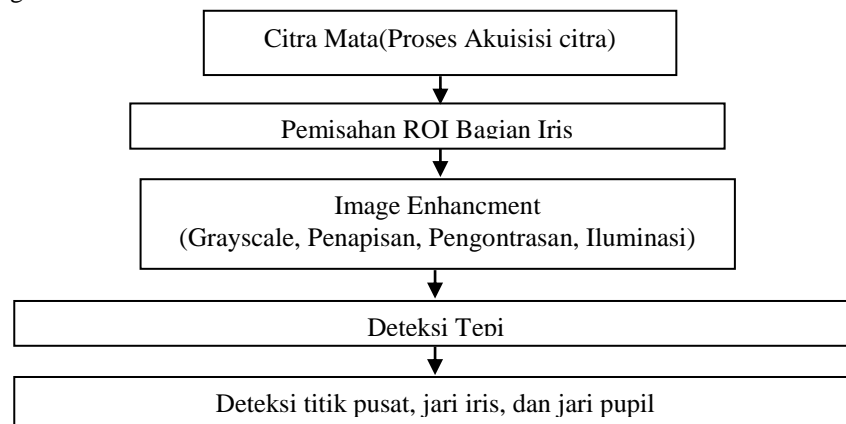 Citra Mata(Proses Akuisisi citra)
Pemisahan ROI Bagian Iris
Image Enhancment
(Grayscale, Penapisan, Pengontrasan, Iluminasi)
Deteksi Tepi
Deteksi titik pusat, jari iris, dan jari pupil